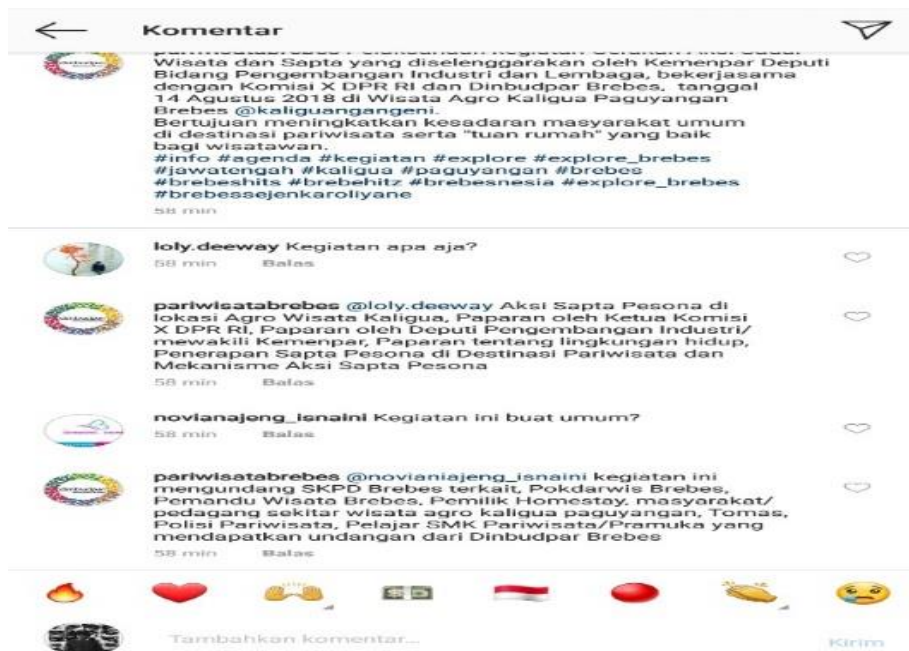 Komentar
pariwisatabrebes Pelaksanaan kegiatan Gerakan Aksi Sadar
Wisata dan Sapta yang diselenggarakan oleh Kemenpar Deputi
Bidang Pengembangan Industri dan Lembaga, bekerjasama
dengan Komisi X DPR RI dan Dinbudpar Brebes, tanggal
14 Agustus 2018 di Wisata Agro Kaligua Paguyangan
Brebes @kaliguangangeni.
Bertujuan meningkatkan kesadaran masyarakat umum
di destinasi pariwisata serta "tuan rumah" yang baik
bagi wisatawan.
#info #agenda #kegiatan #explore #explore_brebes
#jawatengah #kaligua #paguyangan #brebes
#brebeshits #brebehitz #brebesnesia #explore_brebes
#brebessejenkaroliyane
58 min
loly.deeway Kegiatan apa aja?
58 min Balas
pariwisatabrebes @loly.deeway Aksi Sapta Pesona di
lokasi Agro Wisata Kaligua, Paparan oleh Ketua Komisi
X DPR RI, Paparan oleh Deputi Pengembangan Industri/
mewakili Kemenpar, Paparan tentang lingkungan hidup,
Penerapan Sapta Pesona di Destinasi Pariwisata dan
Mekanisme Aksi Sapta Pesona
58 min Balas
novianajeng_isnaini Kegiatan ini buat umum?
58 min Balas
pariwisatabrebes @novianiajeng_isnaini kegiatan ini
mengundang SKPD Brebes terkait, Pokdarwis Brebes,
Pemandu Wisata Brebes, Pemilik Homestay, masyarakat/
pedagang sekitar wisata agro kaligua paguyangan, Tomas,
Polisi Pariwisata, Pelajar SMK Pariwisata/Pramuka yang
mendapatkan undangan dari Dinbudpar Brebes
58 min Balas
Tambahkan komentar...
Kirim